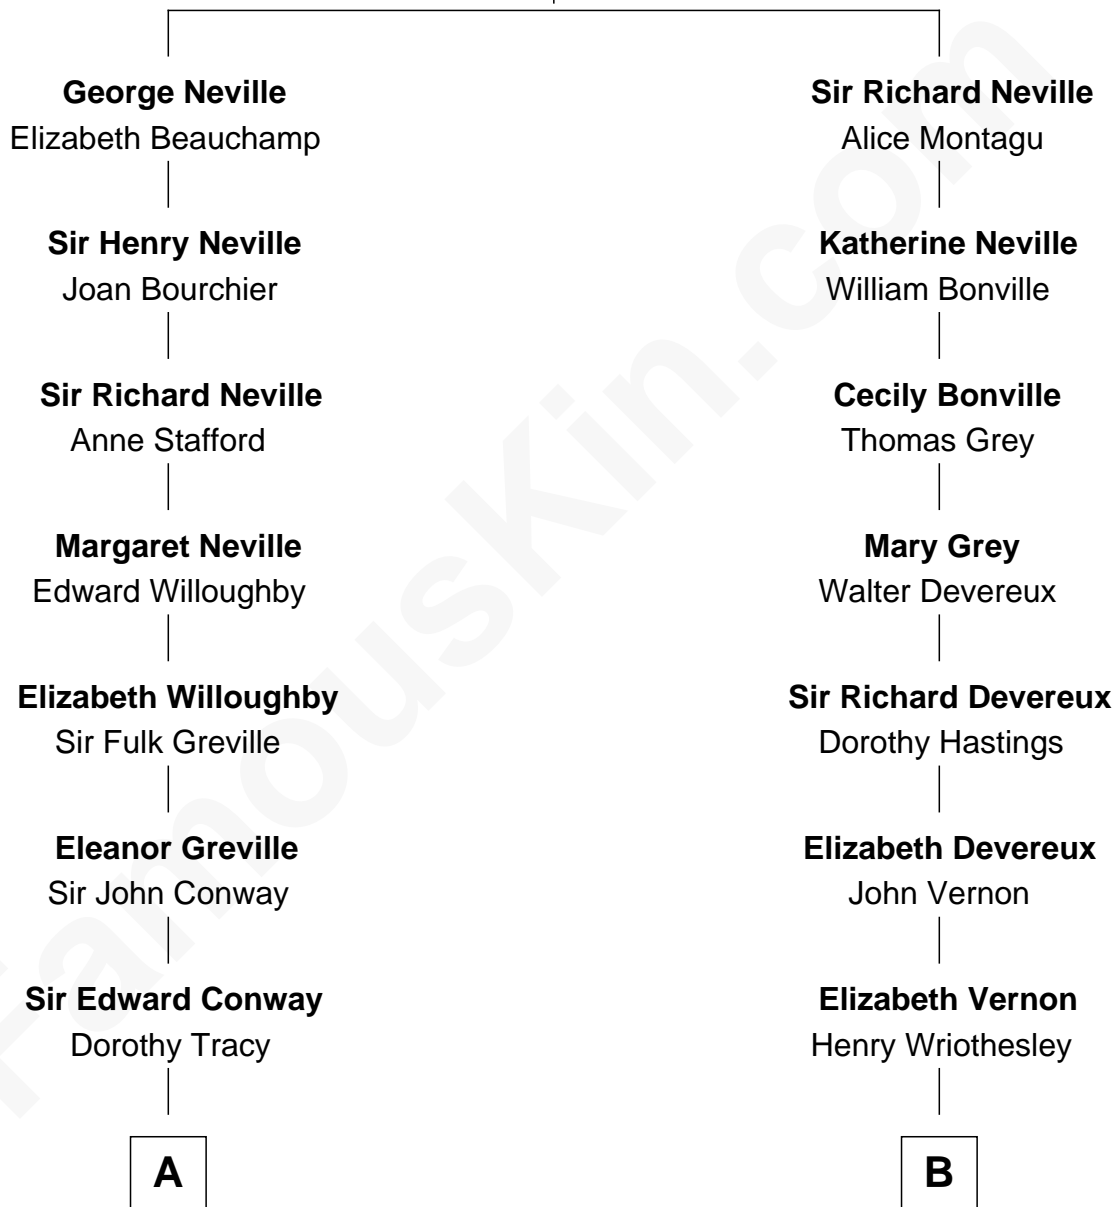 George Neville
Elizabeth Beauchamp
Sir Henry Neville
Joan Bourchier
Sir Richard Neville
Anne Stafford
Margaret Neville
Edward Willoughby
Elizabeth Willoughby
Sir Fulk Greville
Eleanor Greville
Sir John Conway
Sir Edward Conway
Dorothy Tracy
A
Sir Richard Neville
Alice Montagu
Katherine Neville
William Bonville
Cecily Bonville
Thomas Grey
Mary Grey
Walter Devereux
Sir Richard Devereux
Dorothy Hastings
Elizabeth Devereux
John Vernon
Elizabeth Vernon
Henry Wriothesley
B
FamousKin.com